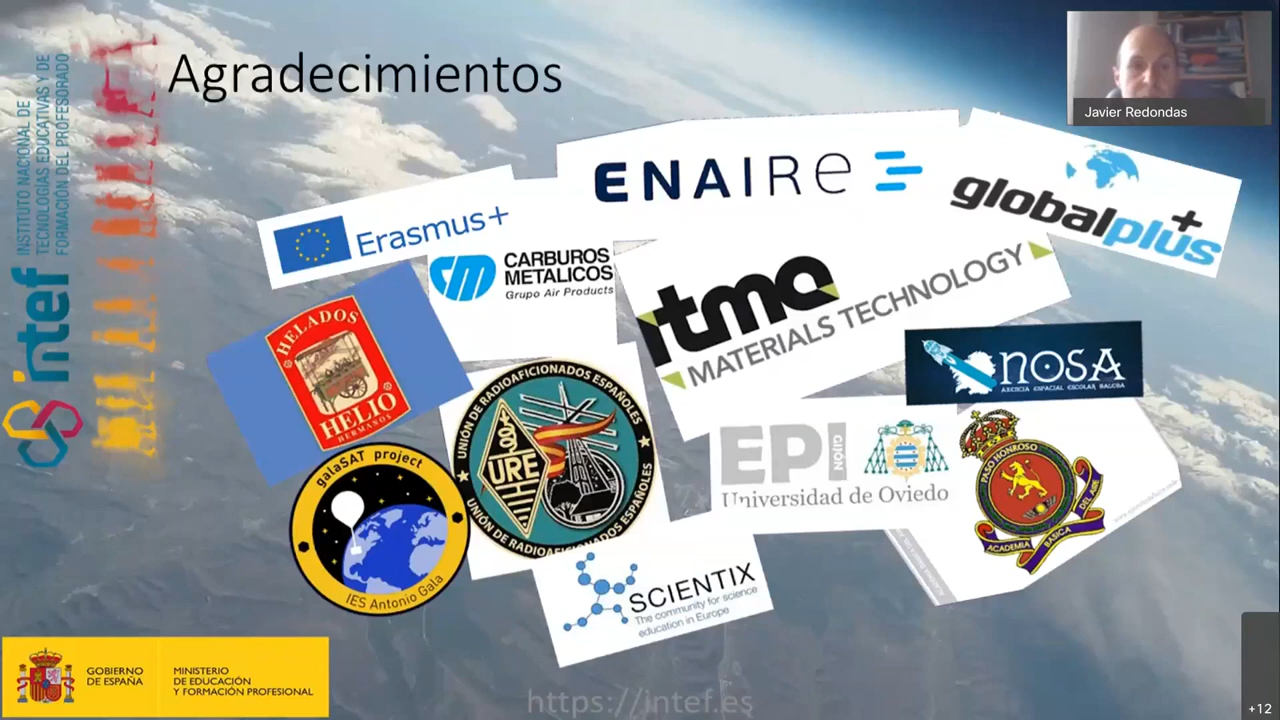 Agradecimientos
Javier Redondas
INSTITUTO NACIONAL DE
TECNOLOGÍAS EDUCATIVAS Y DE
FORMACIÓN DEL PROFESORADO
intef
ENAIRE
globalplus+
Erasmus+
CARBUROS
METALICOS
Grupo Air Products
itma
MATERIALS TECHNOLOGY
HELADOS
HELIO
HERMANOS
NOSA
AXENCIA ESPACIAL ESCOLAR GALEGA
UNIÓN DE RADIOAFICIONADOS ESPAÑOLES
URE
UNIÓN DE RADIOAFICIONADOS ESPAÑOLES
EPI GIJÓN
Universidad de Oviedo
PASO HONROSO
ACADEMIA BASICA DEL AIRE
galaSAT project
IES Antonio Gala
SCIENTIX
The community for science
education in Europe
GOBIERNO
DE ESPAÑA
MINISTERIO
DE EDUCACIÓN
Y FORMACIÓN PROFESIONAL
https://intef.es
+12